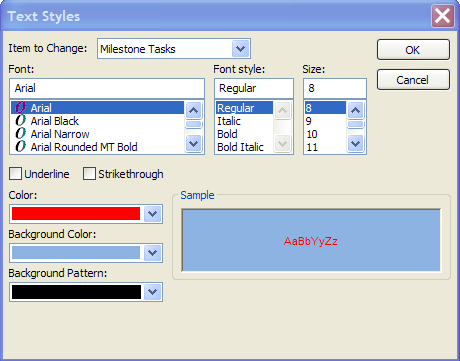 Text Styles
Item to Change: Milestone Tasks
OK
Font: Font style: Size:
Cancel
Arial Regular 8
Arial Regular 8
Arial Black Italic 9
Arial Narrow Bold 10
Arial Rounded MT Bold Bold Italic 11
Underline Strikethrough
Color: Sample
Background Color:
AaBbYyZz
Background Pattern: